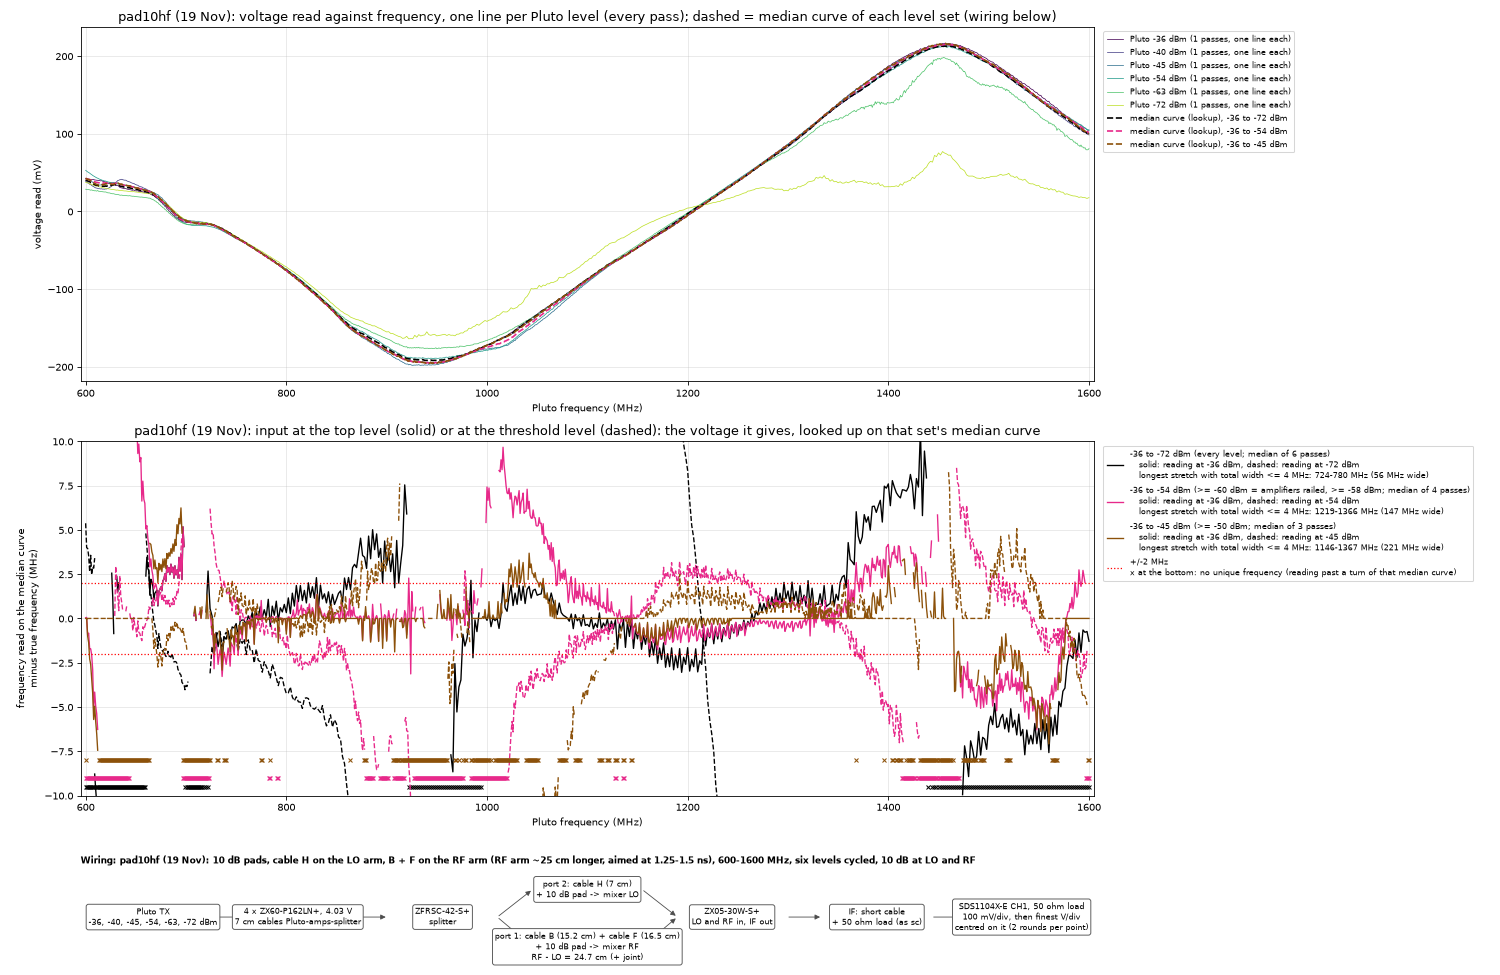 pad10hf (19 Nov): voltage read against frequency, one line per Pluto level (every pass); dashed = median curve of each level set (wiring below)
voltage read (mV)
200
100
0
−100
−200
600
800
1000
1200
1400
1600
Pluto frequency (MHz)
Pluto -36 dBm (1 passes, one line each)
Pluto -40 dBm (1 passes, one line each)
Pluto -45 dBm (1 passes, one line each)
Pluto -54 dBm (1 passes, one line each)
Pluto -63 dBm (1 passes, one line each)
Pluto -72 dBm (1 passes, one line each)
median curve (lookup), -36 to -72 dBm
median curve (lookup), -36 to -54 dBm
median curve (lookup), -36 to -45 dBm
pad10hf (19 Nov): input at the top level (solid) or at the threshold level (dashed): the voltage it gives, looked up on that set's median curve
frequency read on the median curve
minus true frequency (MHz)
10.0
7.5
5.0
2.5
0.0
−2.5
−5.0
−7.5
−10.0
600
800
1000
1200
1400
1600
Pluto frequency (MHz)
-36 to -72 dBm (every level; median of 6 passes)
solid: reading at -36 dBm, dashed: reading at -72 dBm
longest stretch with total width <= 4 MHz: 724-780 MHz (56 MHz wide)
-36 to -54 dBm (>= -60 dBm = amplifiers railed, >= -58 dBm; median of 4 passes)
solid: reading at -36 dBm, dashed: reading at -54 dBm
longest stretch with total width <= 4 MHz: 1219-1366 MHz (147 MHz wide)
-36 to -45 dBm (>= -50 dBm; median of 3 passes)
solid: reading at -36 dBm, dashed: reading at -45 dBm
longest stretch with total width <= 4 MHz: 1146-1367 MHz (221 MHz wide)
+/-2 MHz
x at the bottom: no unique frequency (reading past a turn of that median curve)
Wiring: pad10hf (19 Nov): 10 dB pads, cable H on the LO arm, B + F on the RF arm (RF arm ~25 cm longer, aimed at 1.25-1.5 ns), 600-1600 MHz, six levels cycled, 10 dB at LO and RF
Pluto TX
-36, -40, -45, -54, -63, -72 dBm
4 x ZX60-P162LN+, 4.03 V
7 cm cables Pluto-amps-splitter
ZFRSC-42-S+
splitter
port 2: cable H (7 cm)
+ 10 dB pad -> mixer LO
port 1: cable B (15.2 cm) + cable F (16.5 cm)
+ 10 dB pad -> mixer RF
RF - LO = 24.7 cm (+ joint)
ZX05-30W-S+
LO and RF in, IF out
IF: short cable
+ 50 ohm load (as sc)
SDS1104X-E CH1, 50 ohm load
100 mV/div, then finest V/div
centred on it (2 rounds per point)